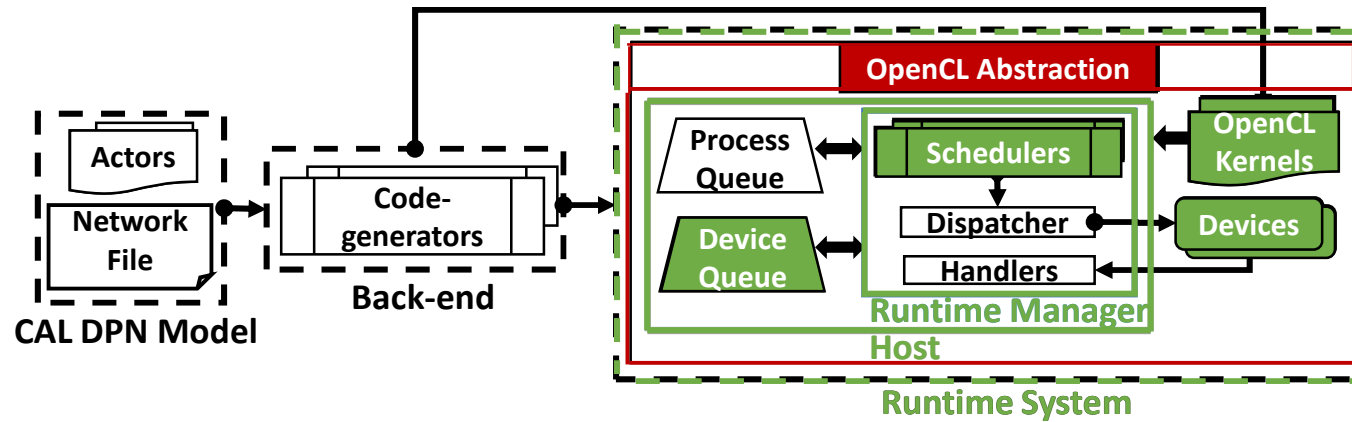 OpenCL Abstraction
Actors
Network
File
CAL DPN Model
Code-
generators
Back-end
Process
Queue
Device
Queue
Schedulers
Dispatcher
Handlers
Runtime Manager
Host
OpenCL
Kernels
Devices
Runtime System